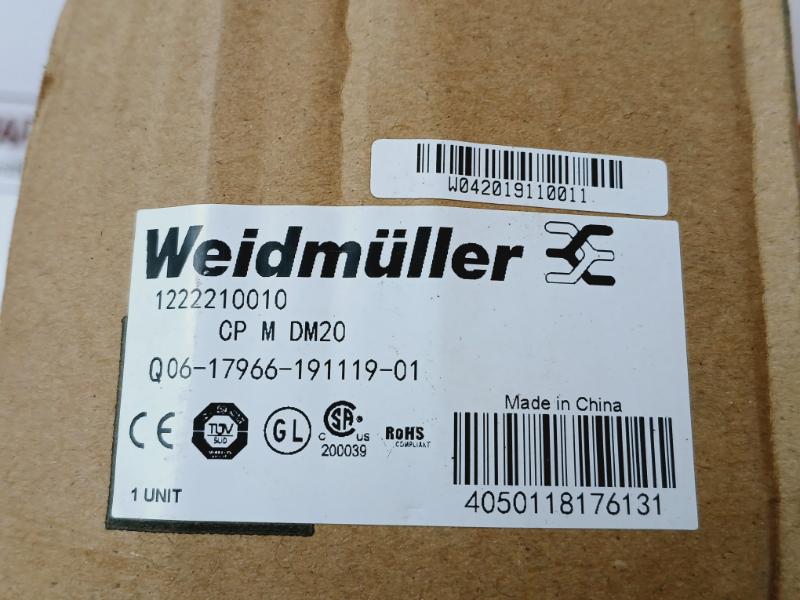 W042019110011
Weidmüller
1222210010
CP M DM20
Q06-17966-191119-01
CE
TÜV
SÜD
GL
SA
C US
200039
RoHS
COMPLIANT
Made in China
1 UNIT
4050118176131